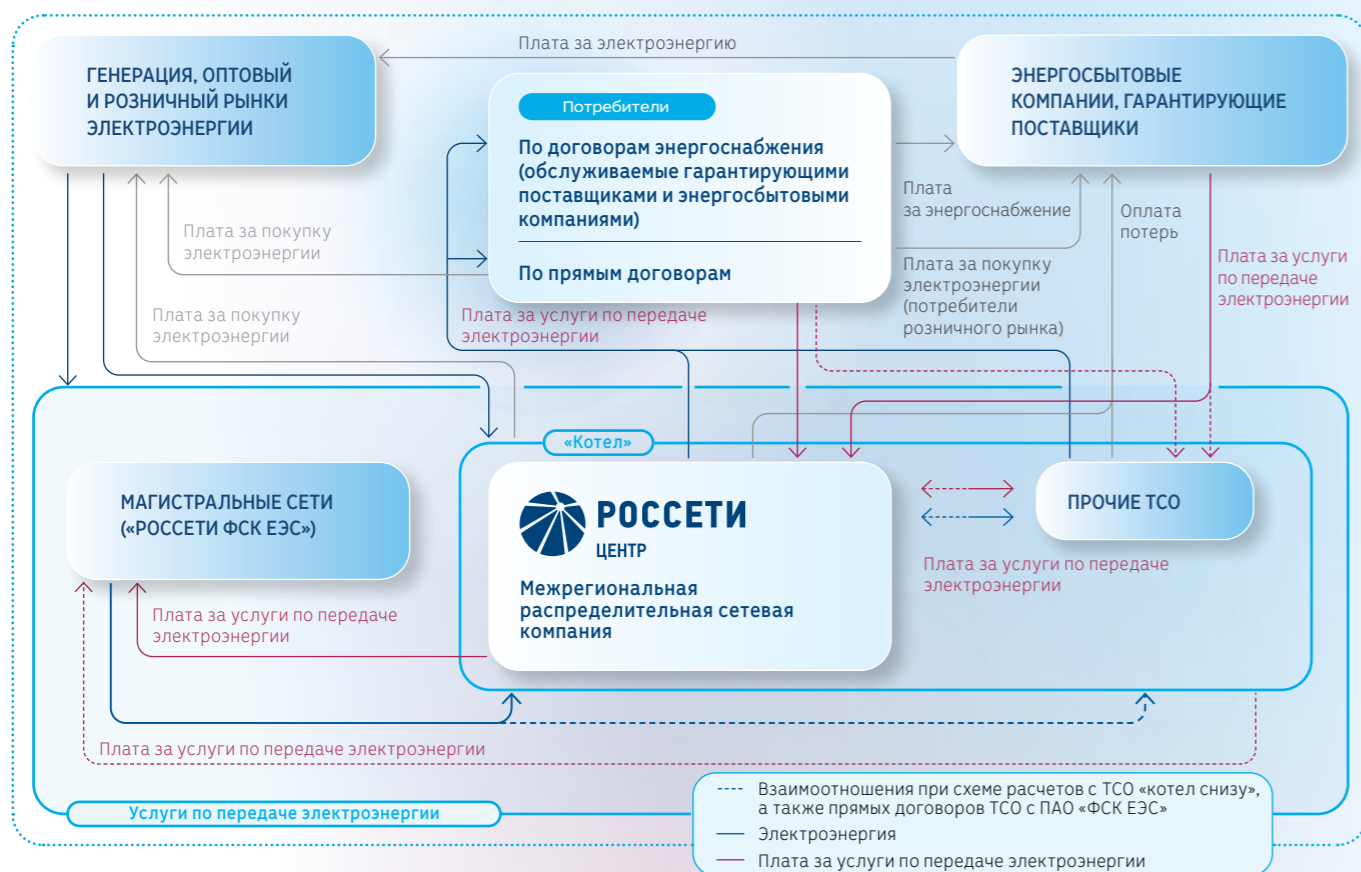 Плата за электроэнергию
ГЕНЕРАЦИЯ, ОПТОВЫЙ
И РОЗНИЧНЫЙ РЫНКИ
ЭЛЕКТРОЭНЕРГИИ
Потребители
По договорам энергоснабжения
(обслуживаемые гарантирующими
поставщиками и энергосбытовыми
компаниями)
По прямым договорам
ЭНЕРГОСБЫТОВЫЕ
КОМПАНИИ, ГАРАНТИРУЮЩИЕ
ПОСТАВЩИКИ
Плата
за энергоснабжение
Оплата
потерь
Плата за покупку
электроэнергии
Плата за покупку
электроэнергии
(потребители
розничного рынка)
Плата за услуги
по передаче
электроэнергии
Плата за покупку
электроэнергии
Плата за услуги по передаче
электроэнергии
«Котел»
МАГИСТРАЛЬНЫЕ СЕТИ
(«РОССЕТИ ФСК ЕЭС»)
РОССЕТИ
ЦЕНТР
Межрегиональная
распределительная сетевая
компания
ПРОЧИЕ ТСО
Плата за услуги по передаче
электроэнергии
Плата за услуги по передаче
электроэнергии
Плата за услуги по передаче электроэнергии
Услуги по передаче электроэнергии
Взаимоотношения при схеме расчетов с ТСО «котел снизу»,
а также прямых договоров ТСО с ПАО «ФСК ЕЭС»
Электроэнергия
Плата за услуги по передаче электроэнергии